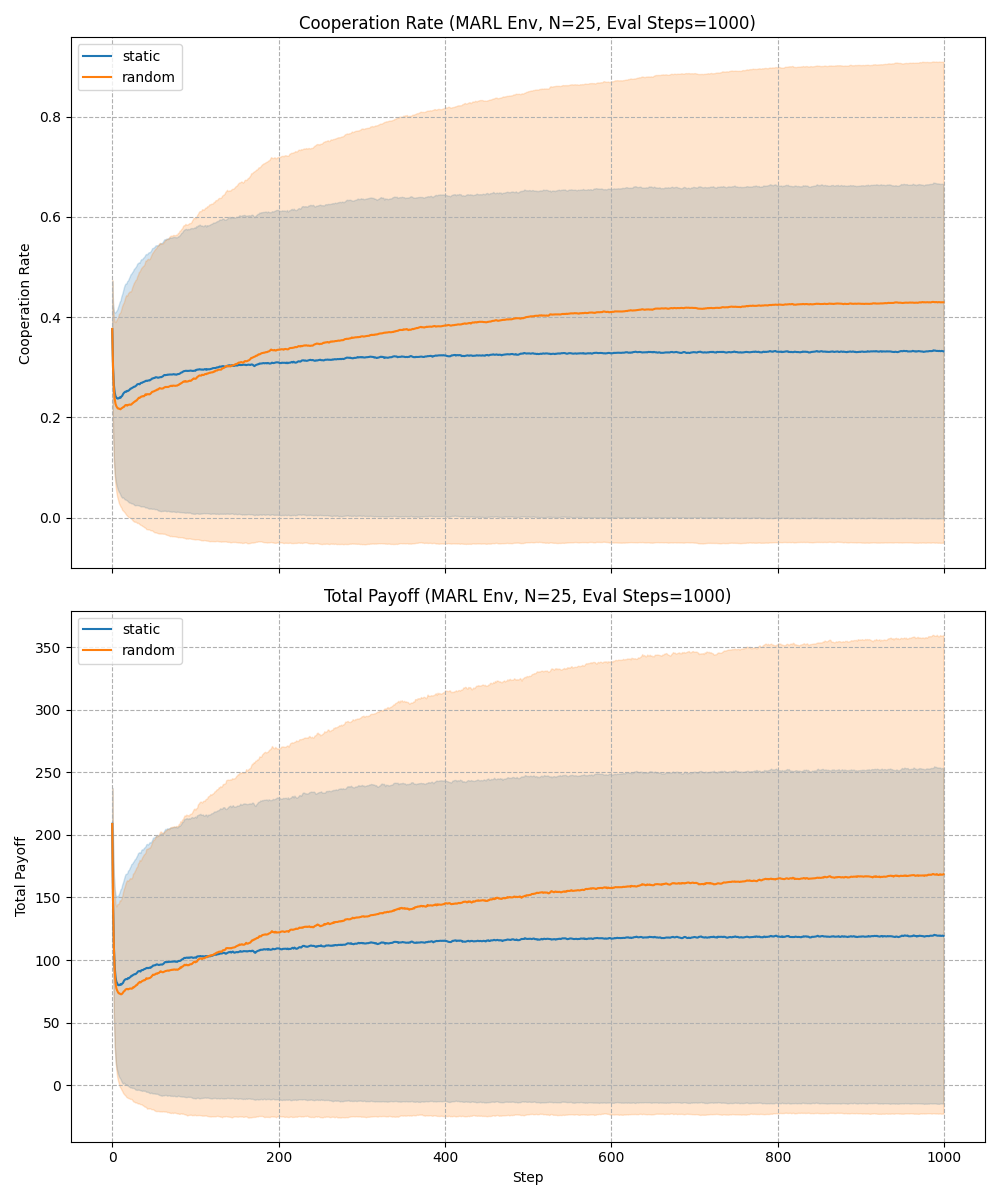 Cooperation Rate (MARL Env, N=25, Eval Steps=1000)
static
random
0.8
0.6
0.4
0.2
0.0
Cooperation Rate
Total Payoff (MARL Env, N=25, Eval Steps=1000)
static
random
350
300
250
200
150
100
50
0
Total Payoff
0 200 400 600 800 1000
Step